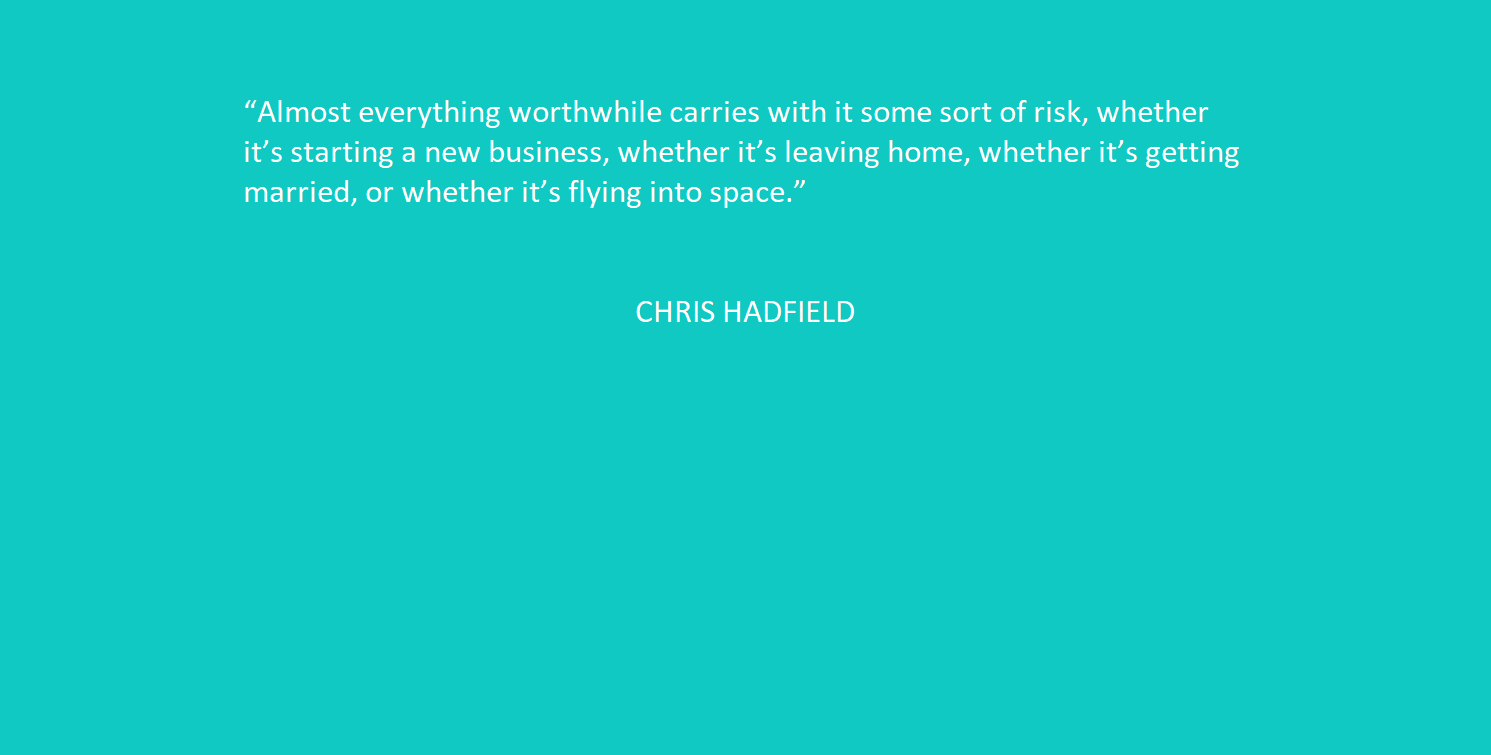 “Almost everything worthwhile carries with it some sort of risk, whether
it’s starting a new business, whether it’s leaving home, whether it’s getting
married, or whether it’s flying into space.”
CHRIS HADFIELD